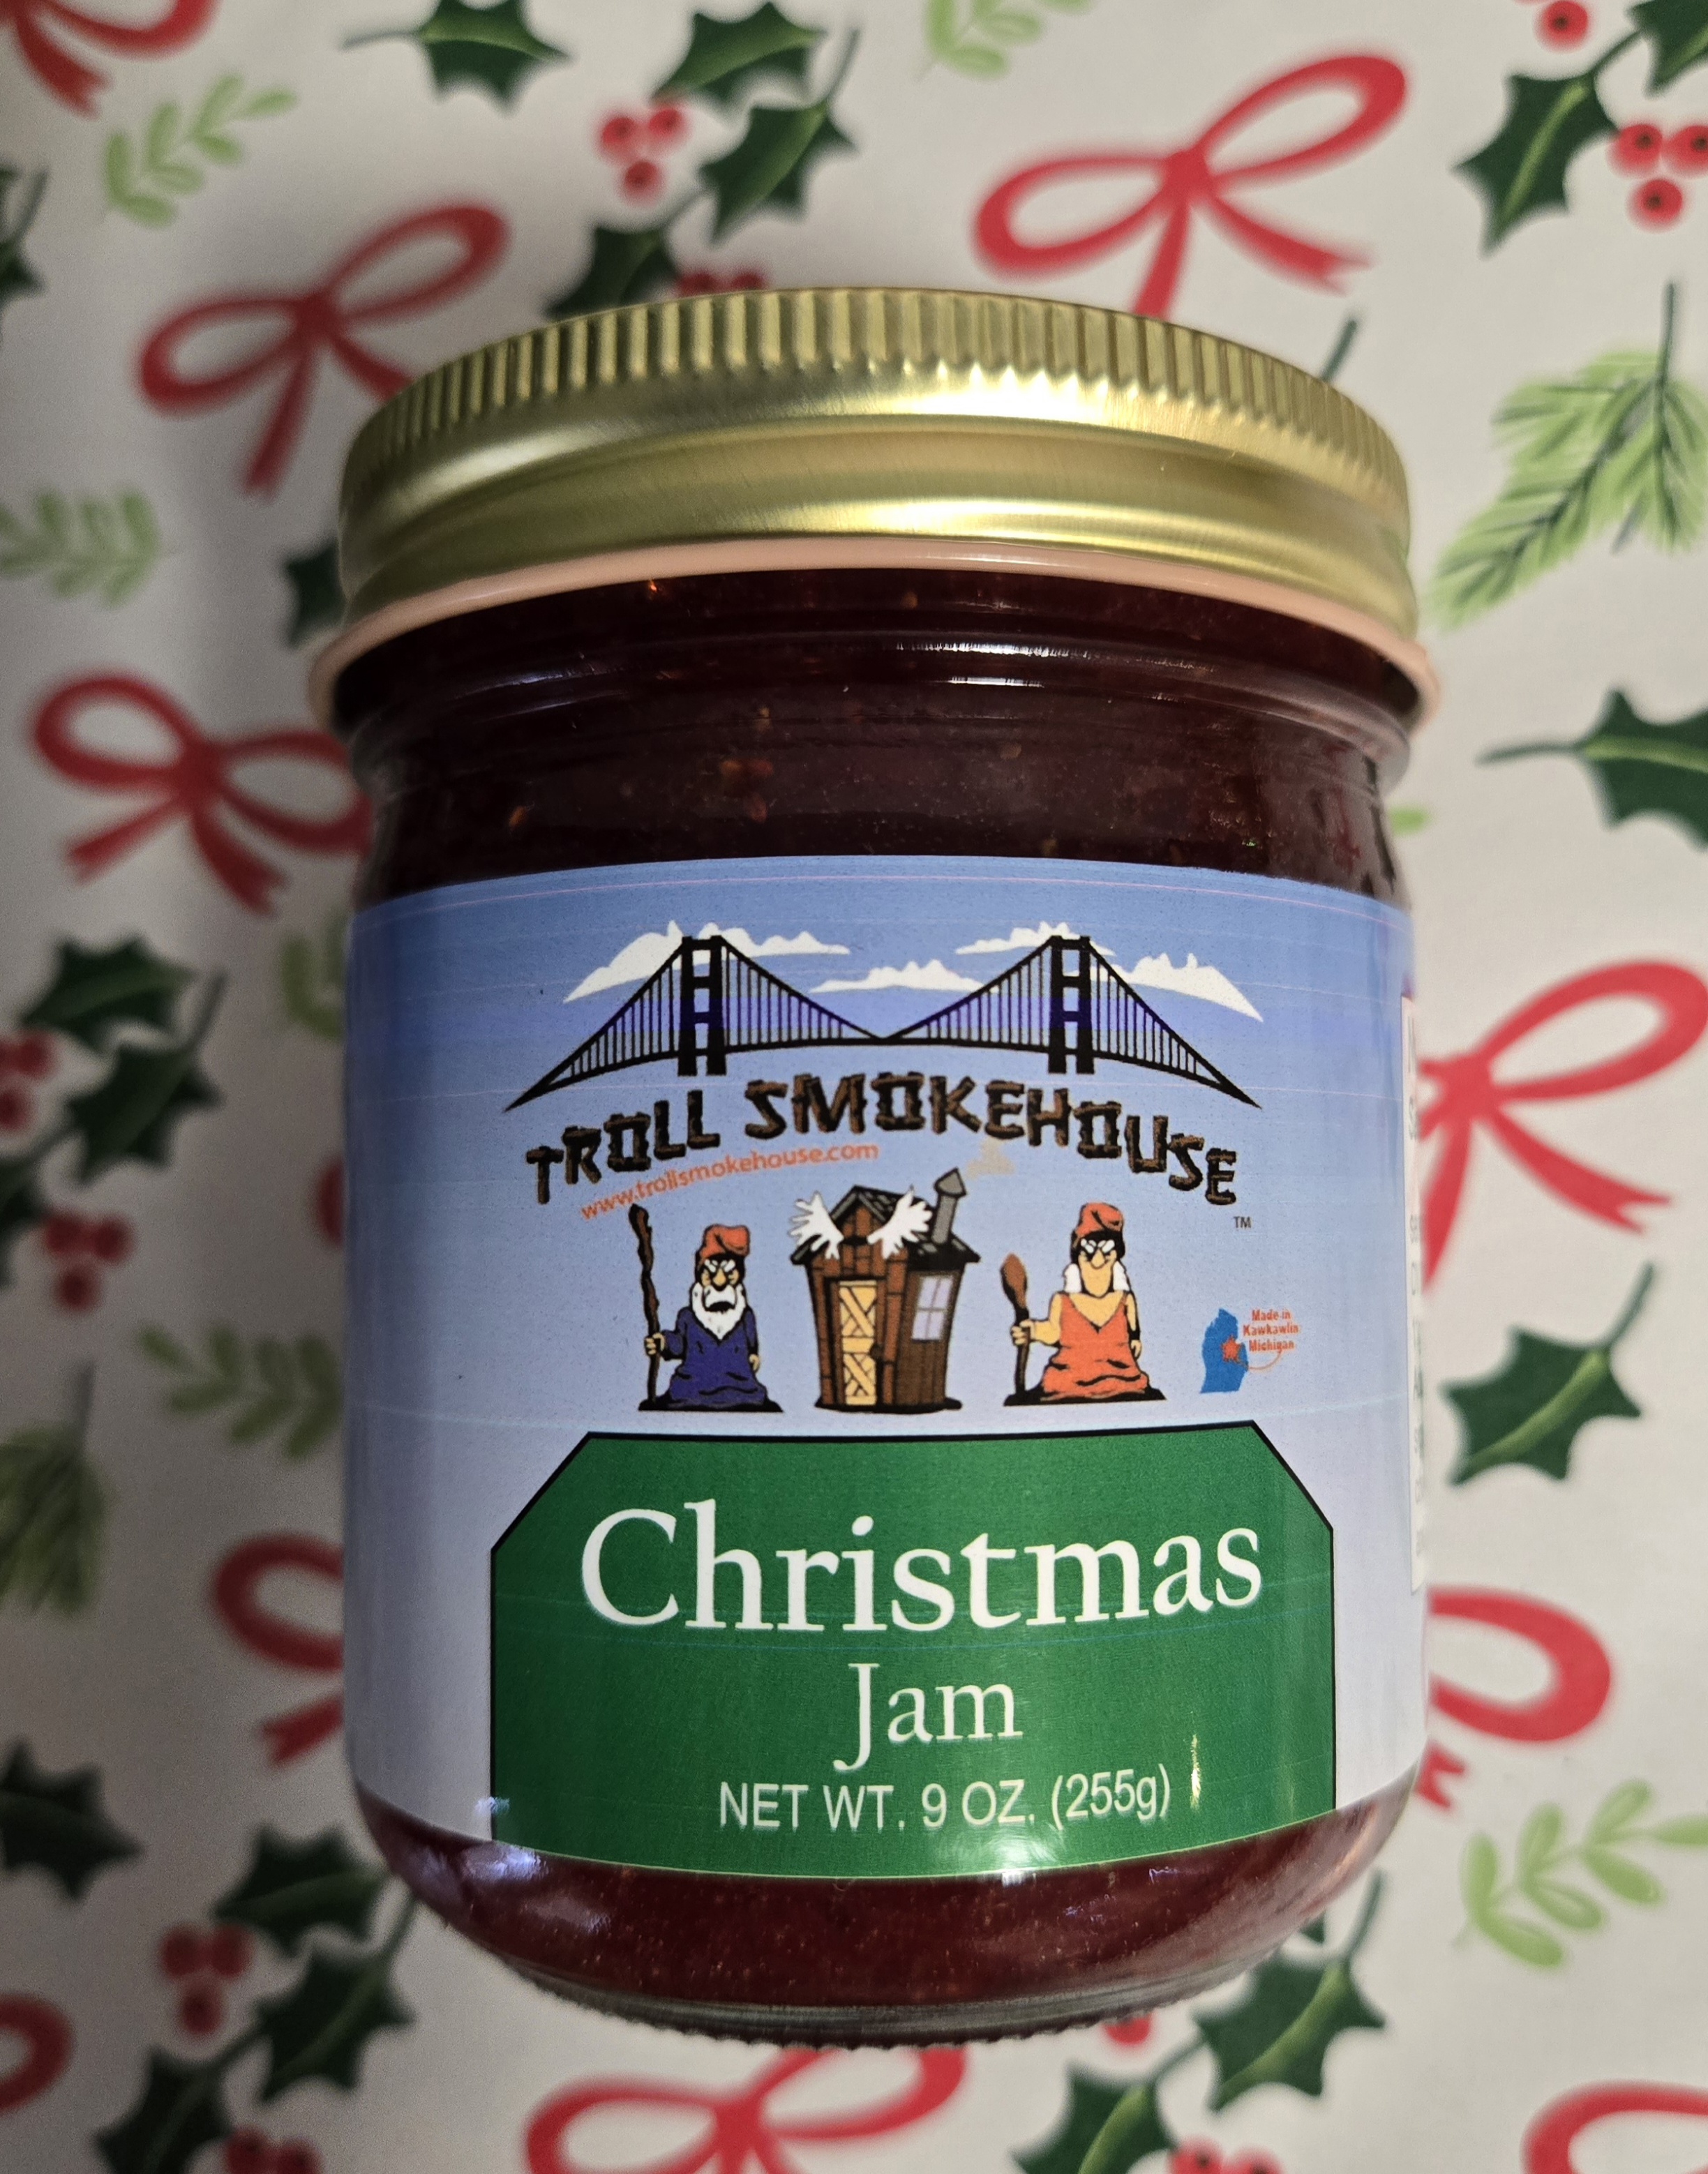 TROLL SMOKEHOUSE
www.trollsmokehouse.com
TM
Made in
Kawkawlin
Michigan
Christmas
Jam
NET WT. 9 OZ. (255g)